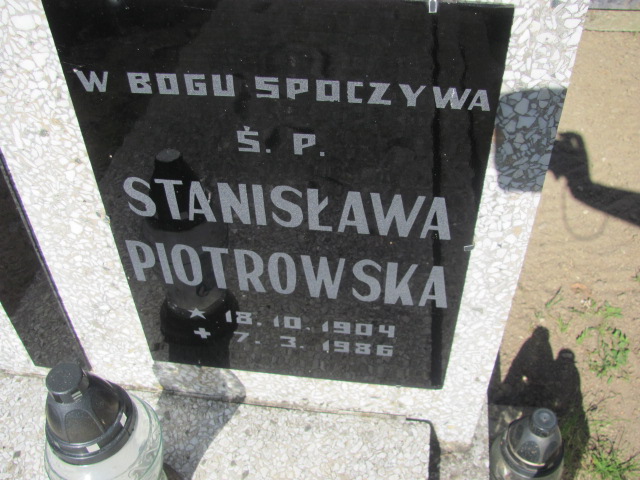 W BOGU SPOCZYWA
Ś. P.
STANISŁAWA
PIOTROWSKA
★ 18. 10. 1904
+ 7. 3. 1986